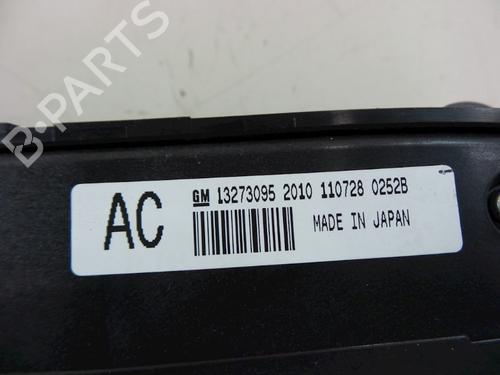 B-PARTS
AC
GM 13273095 2010 110728 0252B
MADE IN JAPAN